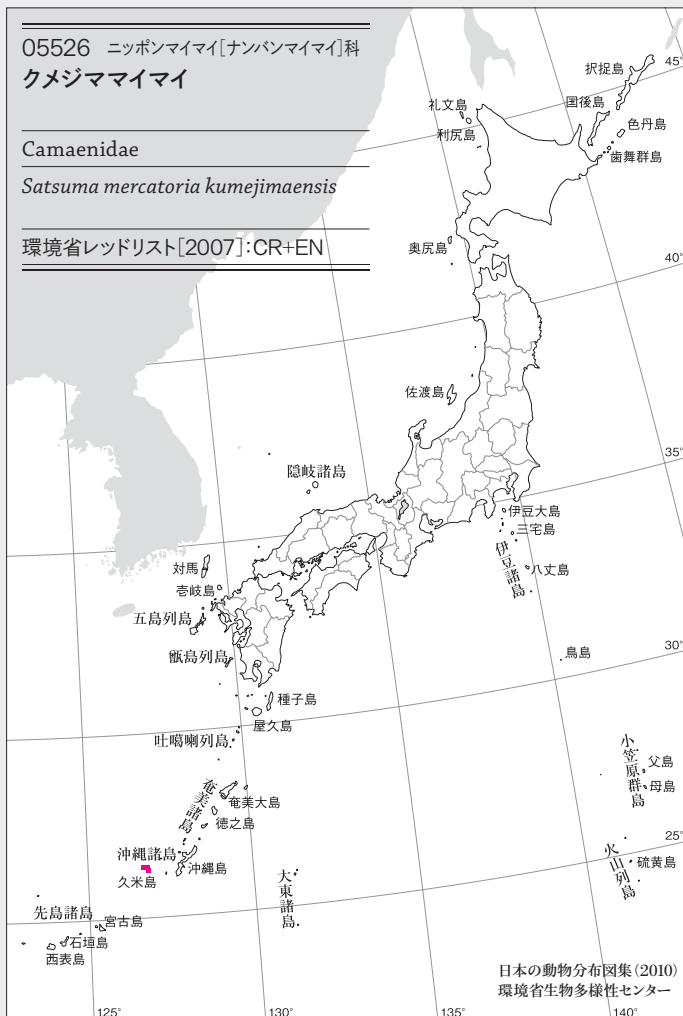 05526 ニッポンマイマイ[ナンバンマイマイ]科
クメジママイマイ
Camaenidae
Satsuma mercatoria kumejimaensis
環境省レッドリスト[2007]:CR+EN
択捉島
45°
礼文島
国後島
色丹島
利尻島
歯舞群島
奥尻島
40°
佐渡島
35°
隠岐諸島
伊豆大島
三宅島
伊豆諸島
八丈島
対馬
壱岐島
五島列島
甑島列島
鳥島
30°
種子島
屋久島
吐噶喇列島
小笠原群島
父島
母島
奄美諸島
奄美大島
徳之島
25°
沖縄諸島
沖縄島
久米島
火山列島
硫黄島
大東諸島
先島諸島
宮古島
石垣島
西表島
日本の動物分布図集(2010)
環境省生物多様性センター
125°
130°
135°
140°